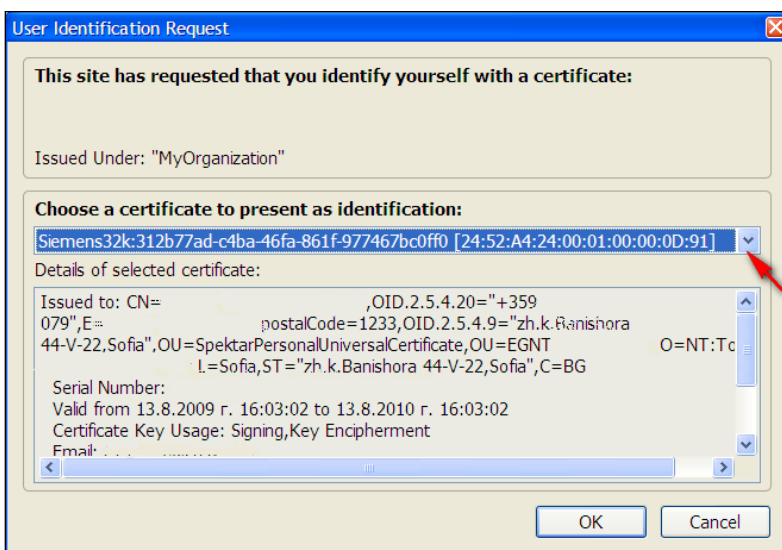 User Identification Request
This site has requested that you identify yourself with a certificate:
Issued Under: "MyOrganization"
Choose a certificate to present as identification:
Siemens32k:312b77ad-c4ba-46fa-861f-977467bc0ff0 [24:52:A4:24:00:01:00:00:0D:91]
Details of selected certificate:
Issued to: CN= ,OID.2.5.4.20="+359
079",E= postalCode=1233,OID.2.5.4.9="zh.k.Banishora
44-V-22,Sofia",OU=SpektarPersonalUniversalCertificate,OU=EGNT O=NT:To
L=Sofia,ST="zh.k.Banishora 44-V-22,Sofia",C=BG
Serial Number:
Valid from 13.8.2009 г. 16:03:02 to 13.8.2010 г. 16:03:02
Certificate Key Usage: Signing,Key Encipherment
Email:
OK Cancel